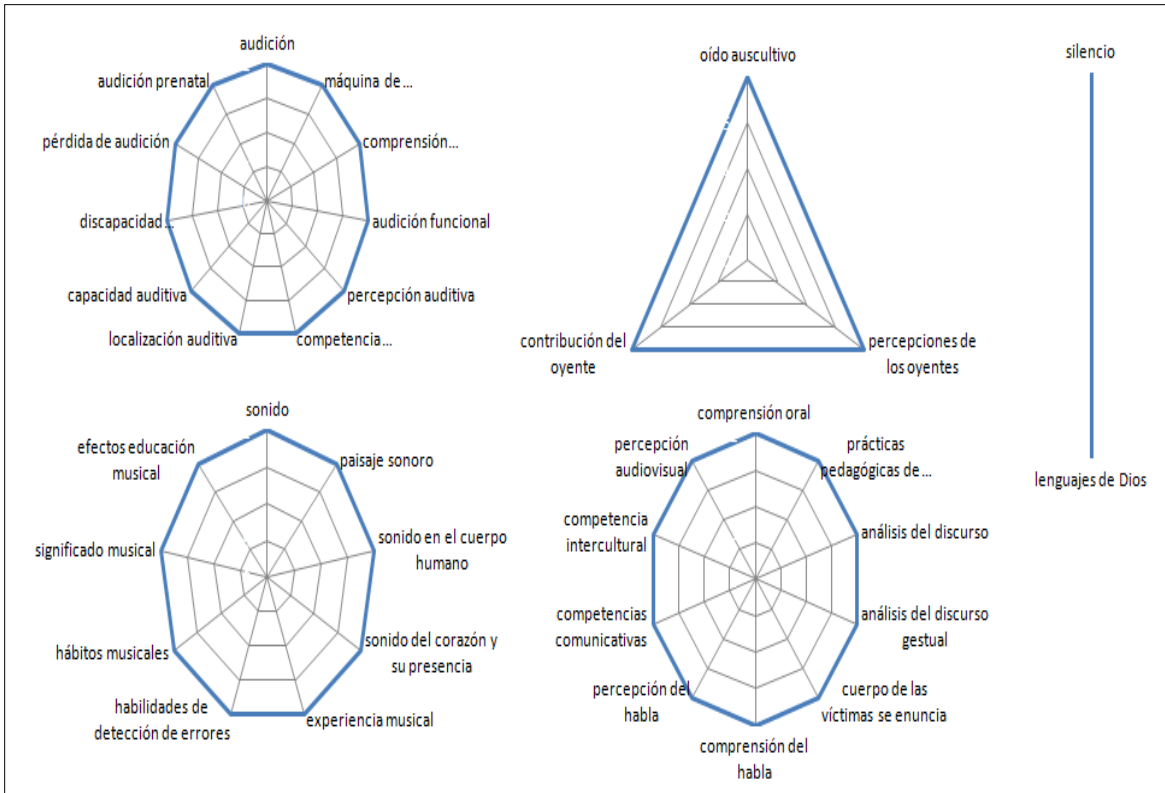 audición
máquina de ...
comprensión
...
audición funcional
percepción auditiva
competencia
...
localización auditiva
capacidad auditiva
discapacidad
...
pérdida de audición
audición prenatal
oído auscultivo
percepciones de
los oyentes
contribución del
oyente
silencio
lenguajes de Dios
sonido
paisaje sonoro
sonido en el cuerpo
humano
sonido del corazón y
su presencia
experiencia musical
habilidades de
detección de errores
hábitos musicales
significado musical
efectos educación
musical
comprensión oral
prácticas
pedagógicas de...
análisis del discurso
análisis del discurso
gestual
cuerpo de las
víctimas se enuncia
comprensión del
habla
percepción del
habla
competencias
comunicativas
competencia
intercultural
percepción
audiovisual